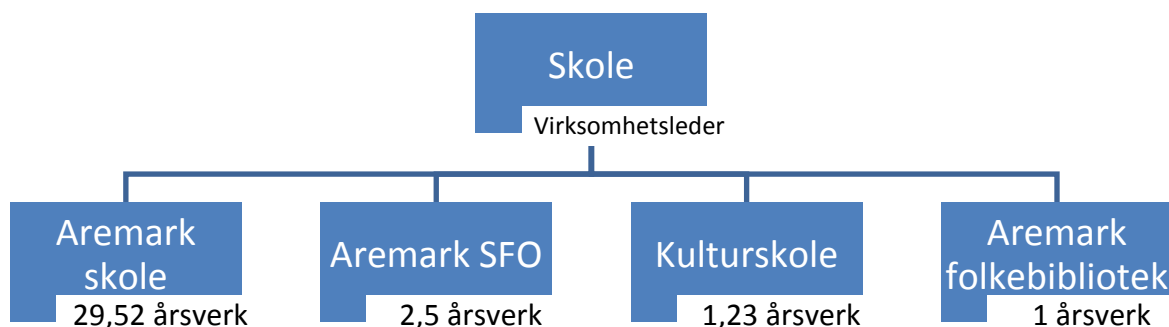 Skole
Virksomhetsleder
Aremark
skole
29,52 årsverk
Aremark SFO
2,5 årsverk
Kulturskole
1,23 årsverk
Aremark
folkebibliotek
1 årsverk